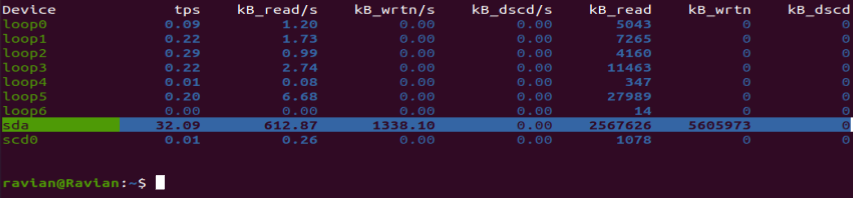 Device tps kB_read/s kB_wrtn/s kB_dscd/s kB_read kB_wrtn kB_dscd
loop0 0.09 1.20 0.00 0.00 5043 0 0
loop1 0.22 1.73 0.00 0.00 7265 0 0
loop2 0.29 0.99 0.00 0.00 4160 0 0
loop3 0.22 2.74 0.00 0.00 11463 0 0
loop4 0.01 0.08 0.00 0.00 347 0 0
loop5 0.20 6.68 0.00 0.00 27989 0 0
loop6 0.00 0.00 0.00 0.00 14 0 0
sda 32.09 612.87 1338.10 0.00 2567626 5605973 0
scd0 0.01 0.26 0.00 0.00 1078 0 0
ravian@Ravian:~$